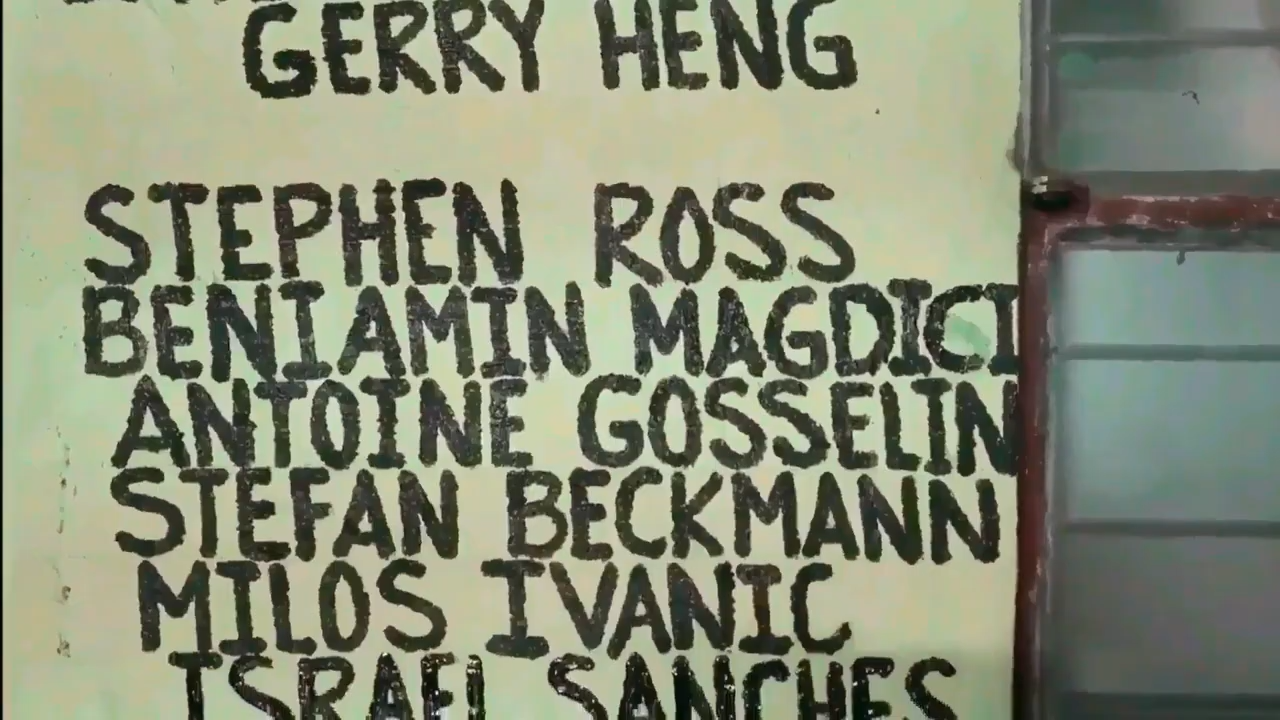 GERRY HENG
STEPHEN ROSS
BENJAMIN MAGDICI
ANTOINE GOSSELIN
STEFAN BECKMANN
MILOS IVANIC
ISRAEL SANCHES